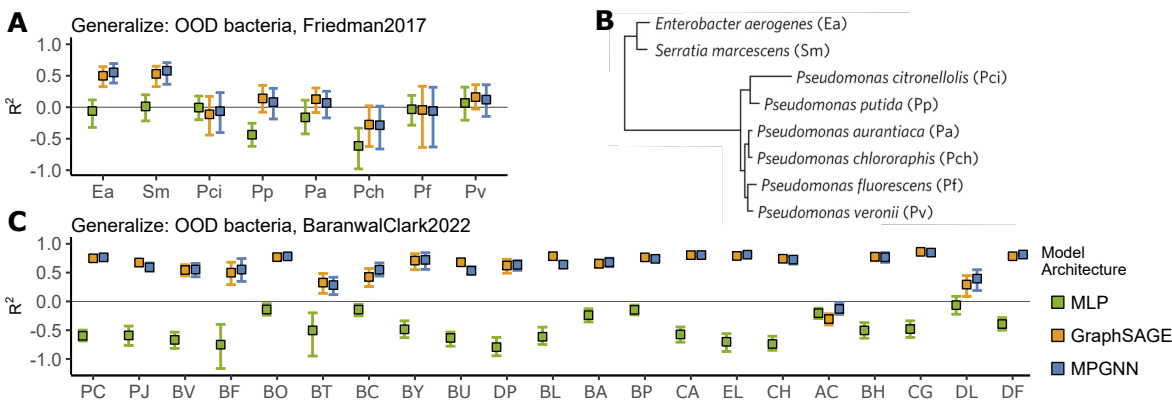 A
Generalize: OOD bacteria, Friedman2017
R²
1.0
0.5
0.0
-0.5
-1.0
Ea Sm Pci Pp Pa Pch Pf Pv
B
Enterobacter aerogenes (Ea)
Serratia marcescens (Sm)
Pseudomonas citronellolis (Pci)
Pseudomonas putida (Pp)
Pseudomonas aurantiaca (Pa)
Pseudomonas chlororaphis (Pch)
Pseudomonas fluorescens (Pf)
Pseudomonas veronii (Pv)
C
Generalize: OOD bacteria, BaranwalClark2022
R²
1.0
0.5
0.0
-0.5
-1.0
PC PJ BV BF BO BT BC BY BU DP BL BA BP CA EL CH AC BH CG DL DF
Model
Architecture
MLP
GraphSAGE
MPGNN